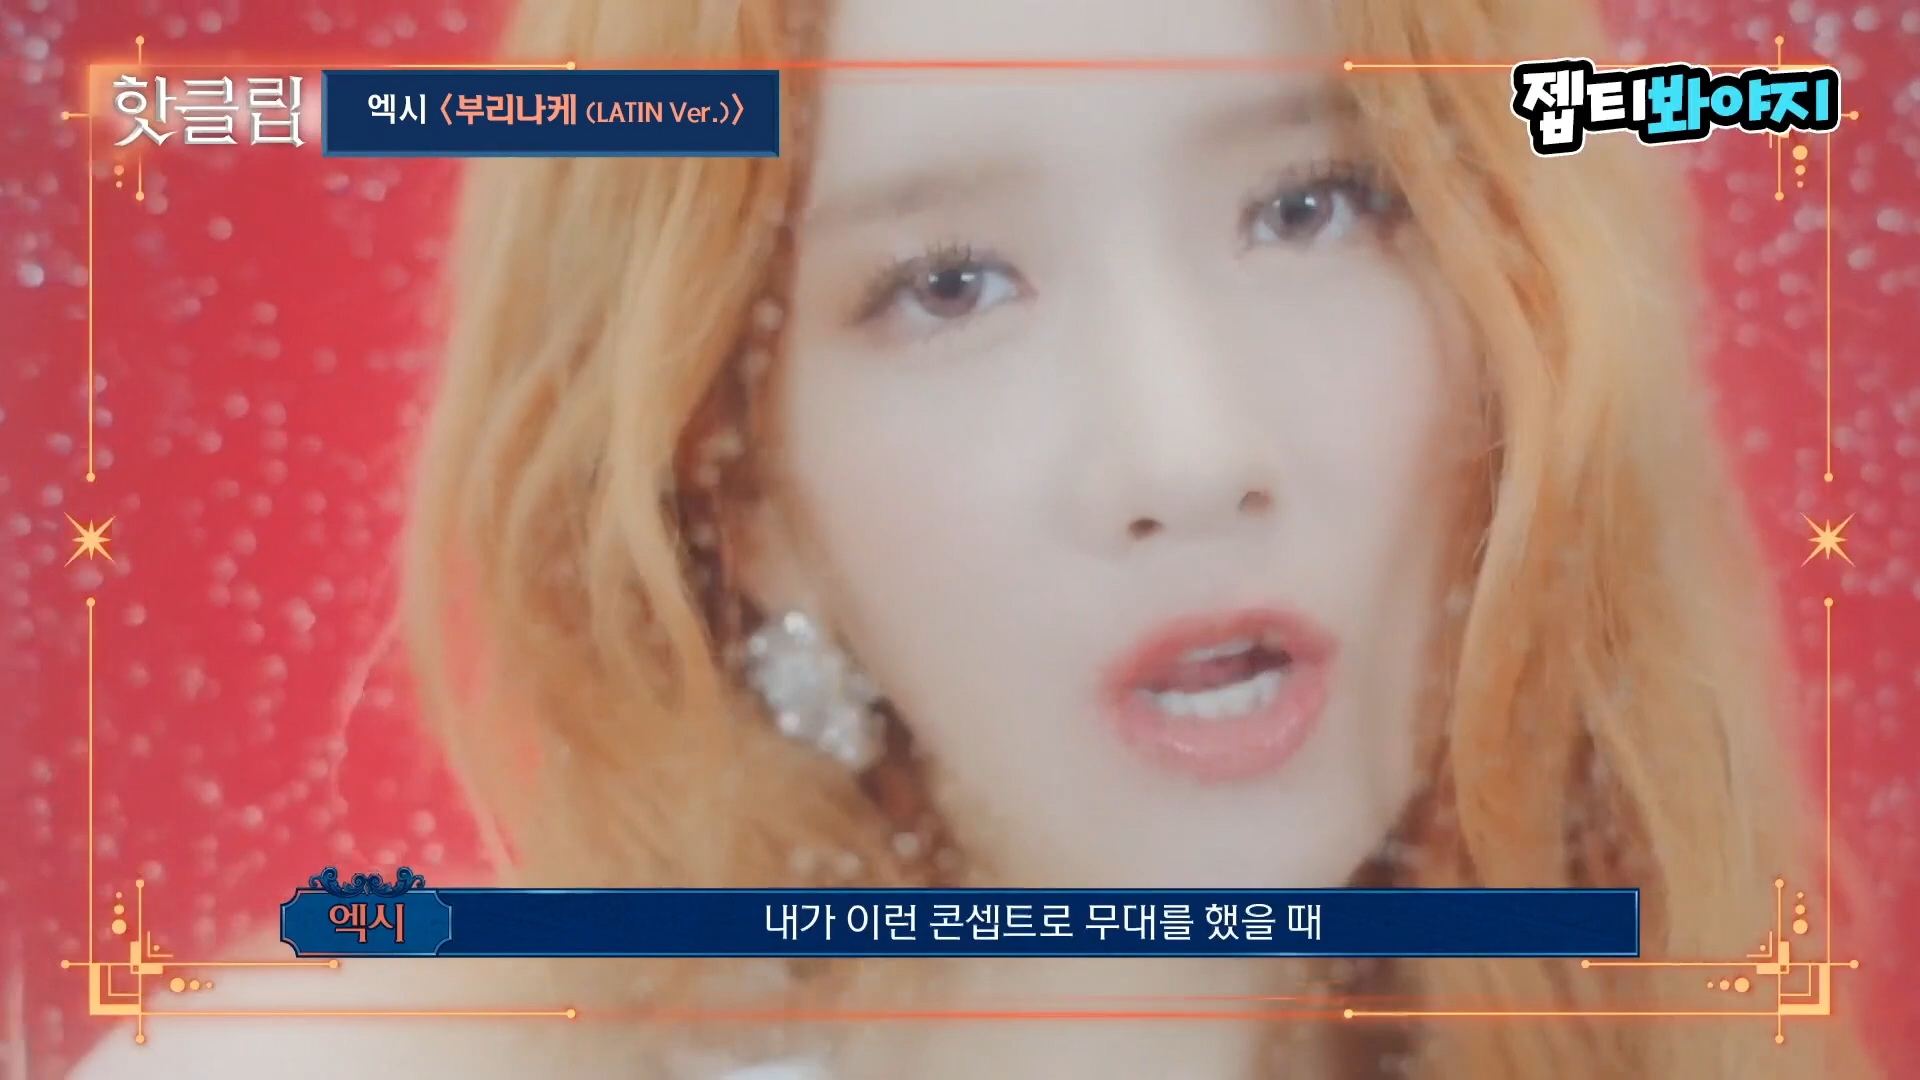 핫클립
엑시 〈부리나케 (LATIN Ver.)〉
젭티봐야지
엑시
내가 이런 콘셉트로 무대를 했을 때